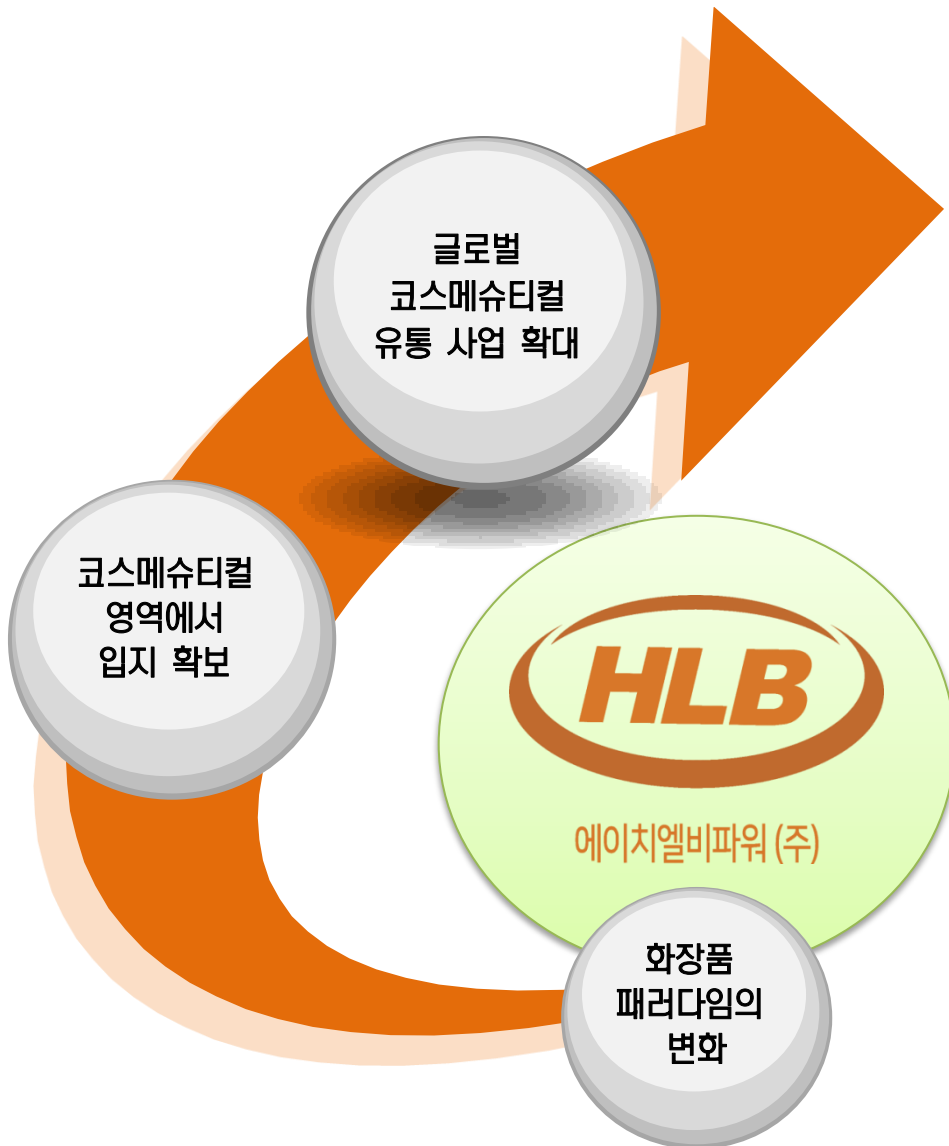 글로벌
코스메슈티컬
유통 사업 확대
코스메슈티컬
영역에서
입지 확보
HLB
에이치엘비파워 (주)
화장품
패러다임의
변화